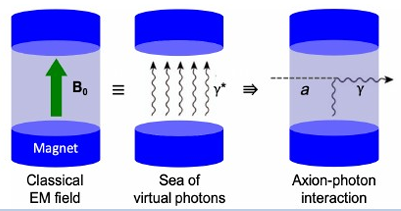 B₀
≡
γ*
⇛
a
γ
Magnet
Classical
EM field
Sea of
virtual photons
Axion-photon
interaction